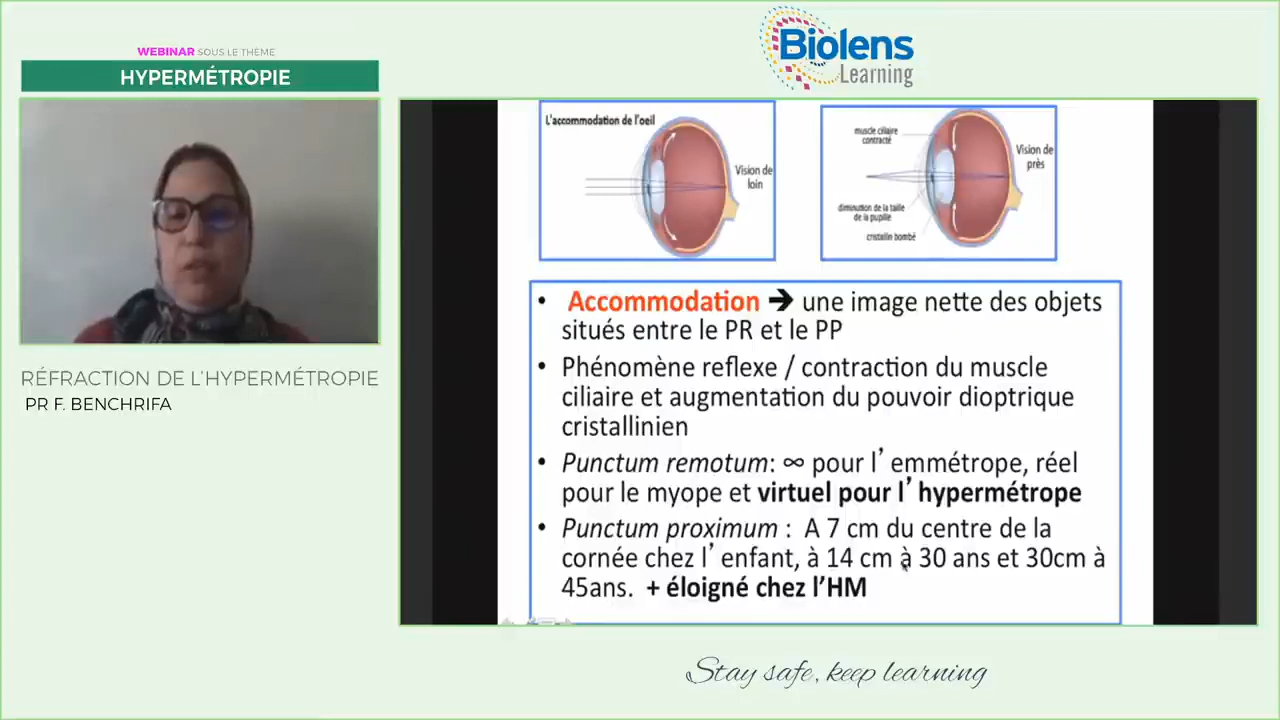 WEBINAR SOUS LE THÈME
HYPERMÉTROPIE
Biolens
Learning
RÉFRACTION DE L'HYPERMÉTROPIE
PR F. BENCHRIFA
L'accommodation de l'oeil
Vision de
loin
muscle ciliaire
contracté
Vision de
près
diminution de la taille
de la pupille
cristallin bombé
• Accommodation ➔ une image nette des objets
situés entre le PR et le PP
• Phénomène reflexe / contraction du muscle
ciliaire et augmentation du pouvoir dioptrique
cristallinien
• Punctum remotum: ∞ pour l' emmétrope, réel
pour le myope et virtuel pour l' hypermétrope
• Punctum proximum : A 7 cm du centre de la
cornée chez l' enfant, à 14 cm à 30 ans et 30cm à
45ans. + éloigné chez l'HM
Stay safe, keep learning